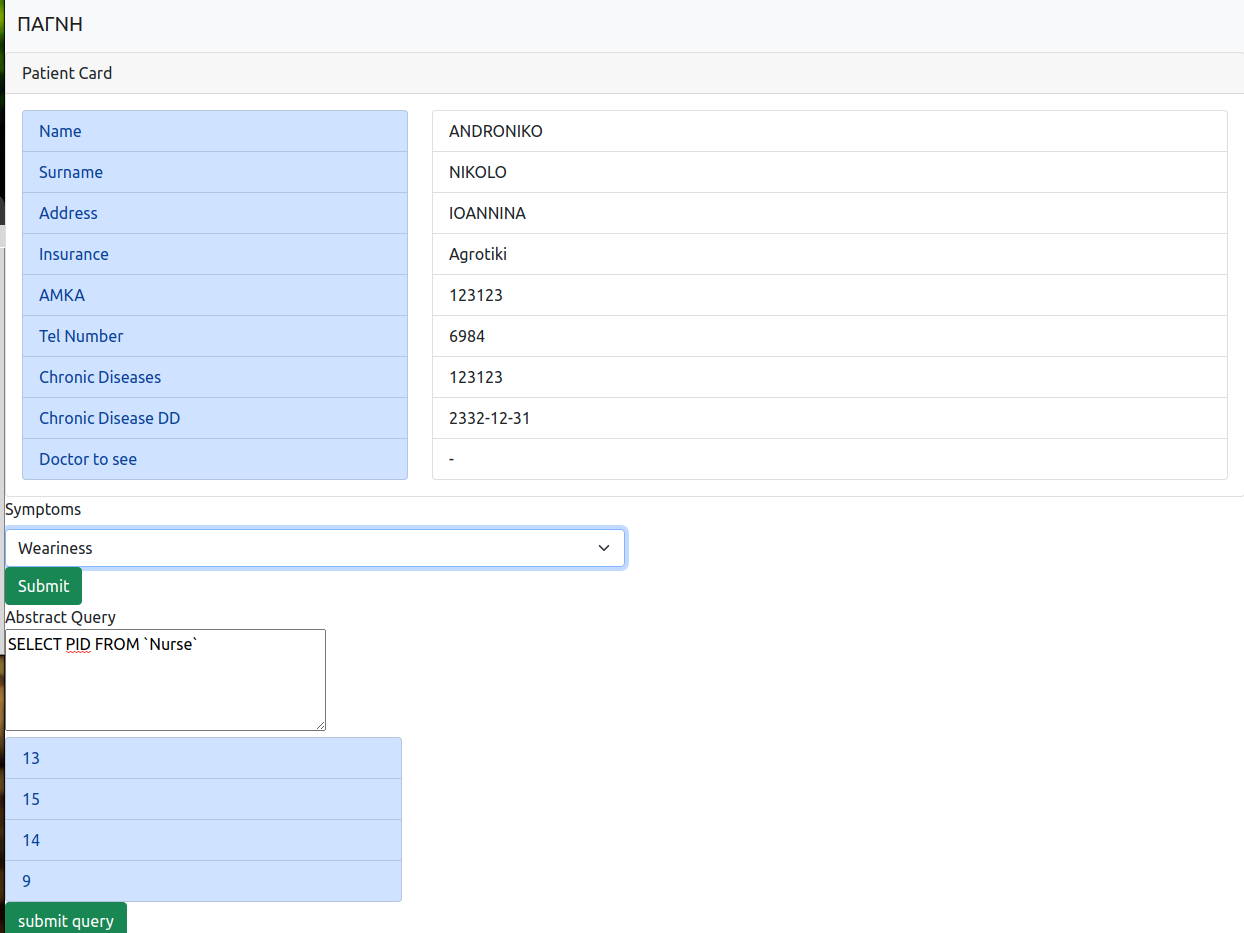 ΠΑΓΝΗ
Patient Card
Name ANDRONIKO
Surname NIKOLO
Address IOANNINA
Insurance Agrotiki
AMKA 123123
Tel Number 6984
Chronic Diseases 123123
Chronic Disease DD 2332-12-31
Doctor to see -
Symptoms
Weariness
Submit
Abstract Query
SELECT PID FROM `Nurse`
13
15
14
9
submit query